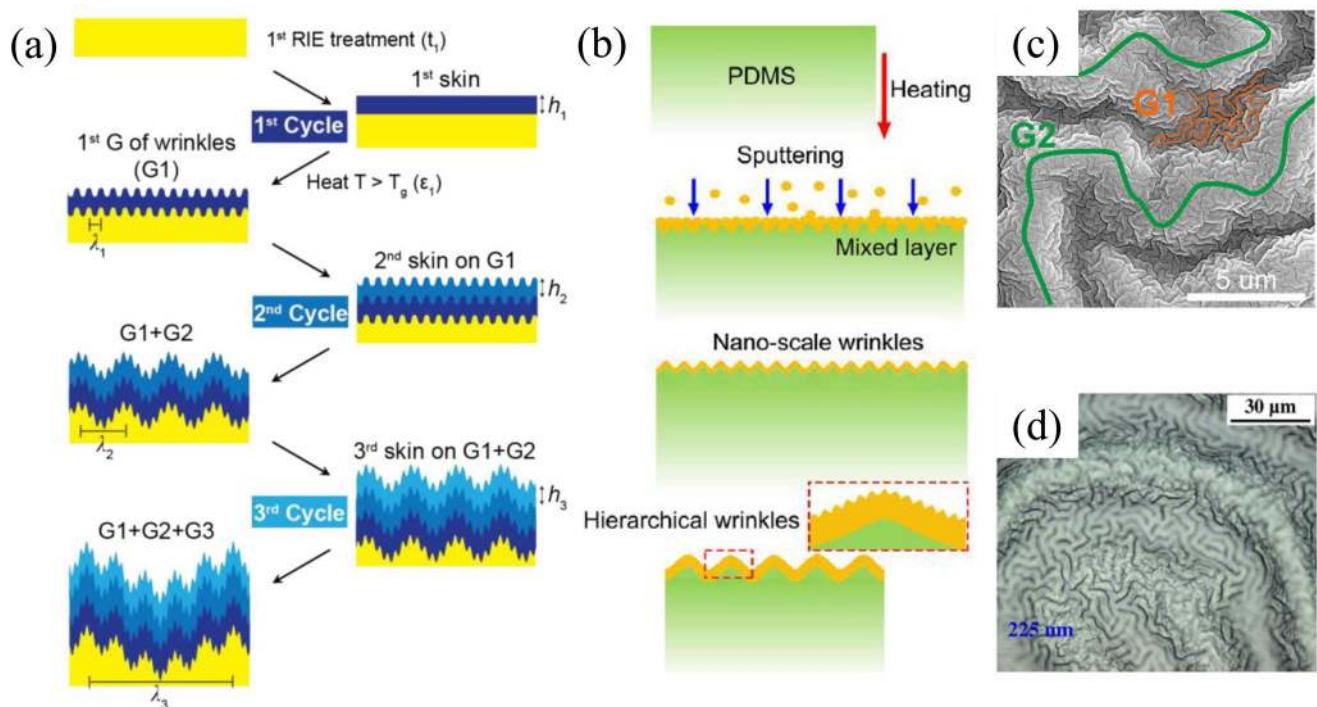 (a)
1st RIE treatment (t1)
1st skin
h1
1st Cycle
1st G of wrinkles
(G1)
Heat T > Tg (ε1)
λ1
2nd skin on G1
h2
2nd Cycle
G1+G2
λ2
3rd skin on G1+G2
h3
3rd Cycle
G1+G2+G3
λ3
(b)
PDMS
Heating
Sputtering
Mixed layer
Nano-scale wrinkles
Hierarchical wrinkles
(c)
G1
G2
5 um
(d)
30 μm
225 nm